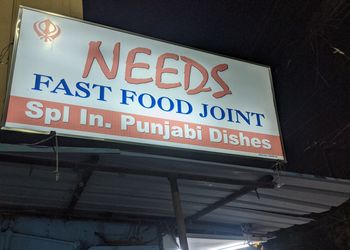 NEEDS
FAST FOOD JOINT
Spl In. Punjabi Dishes